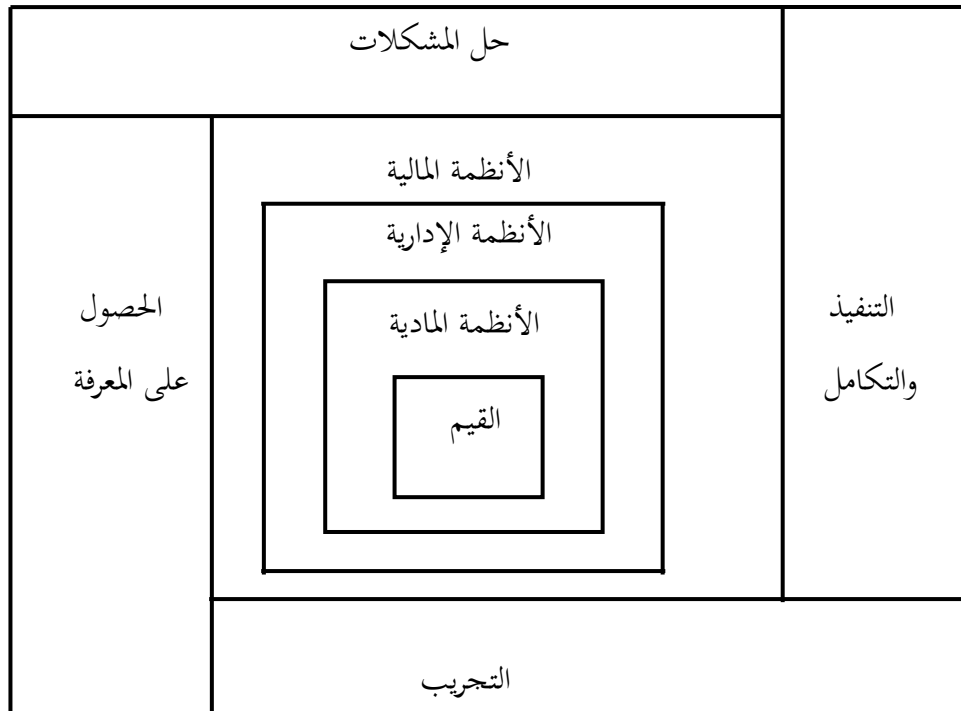 حل المشكلات
الأنظمة المالية
الأنظمة الإدارية
الأنظمة المادية
القيم
التنفيذ
والتكامل
الحصول
على المعرفة
التجريب